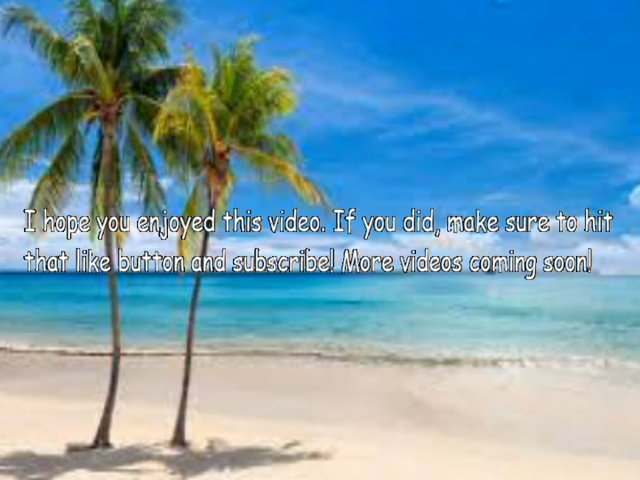 I hope you enjoyed this video. If you did, make sure to hit
that like button and subscribe! More videos coming soon!